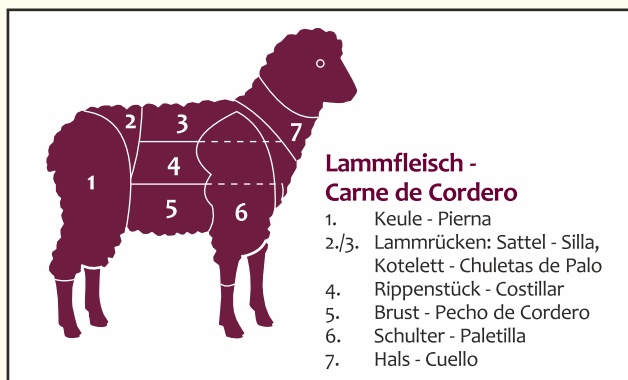 1
2
3
4
5
6
7
Lammfleisch -
Carne de Cordero
1. Keule - Pierna
2./3. Lammrücken: Sattel - Silla,
Kotelett - Chuletas de Palo
4. Rippenstück - Costillar
5. Brust - Pecho de Cordero
6. Schulter - Paletilla
7. Hals - Cuello